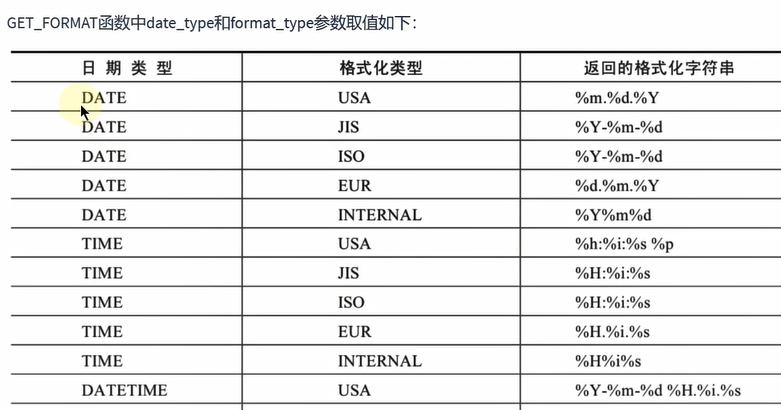 GET_FORMAT函数中date_type和format_type参数取值如下：
日 期 类 型 格式化类型 返回的格式化字符串
DATE USA %m.%d.%Y
DATE JIS %Y-%m-%d
DATE ISO %Y-%m-%d
DATE EUR %d.%m.%Y
DATE INTERNAL %Y%m%d
TIME USA %h:%i:%s %p
TIME JIS %H:%i:%s
TIME ISO %H:%i:%s
TIME EUR %H.%i.%s
TIME INTERNAL %H%i%s
DATETIME USA %Y-%m-%d %H.%i.%s